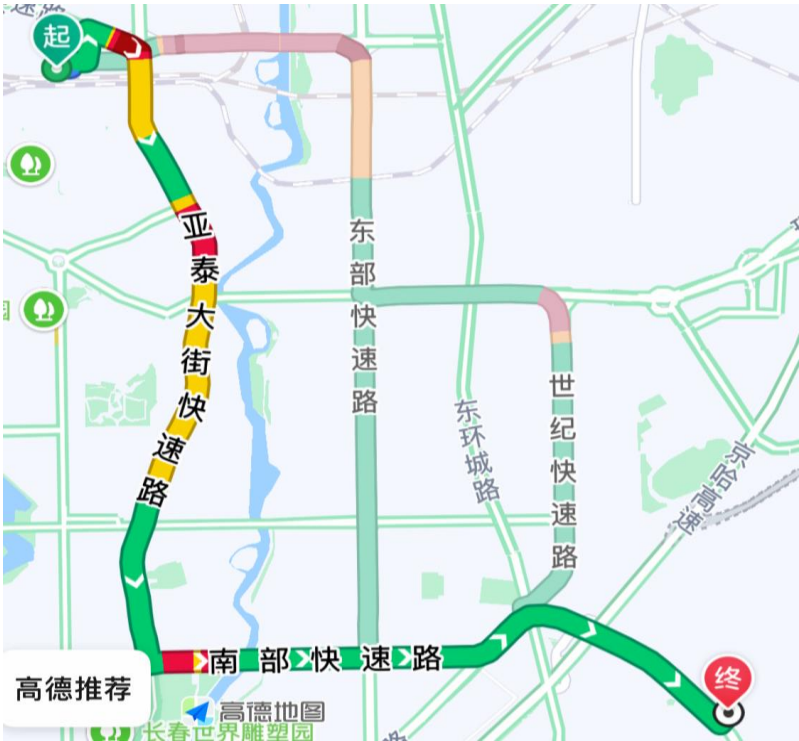 速
起
亚泰大街快速路
东部快速路
世纪快速路
东环城路
京哈高速
南部快速路
终
高德推荐
高德地图
长春世界雕塑园